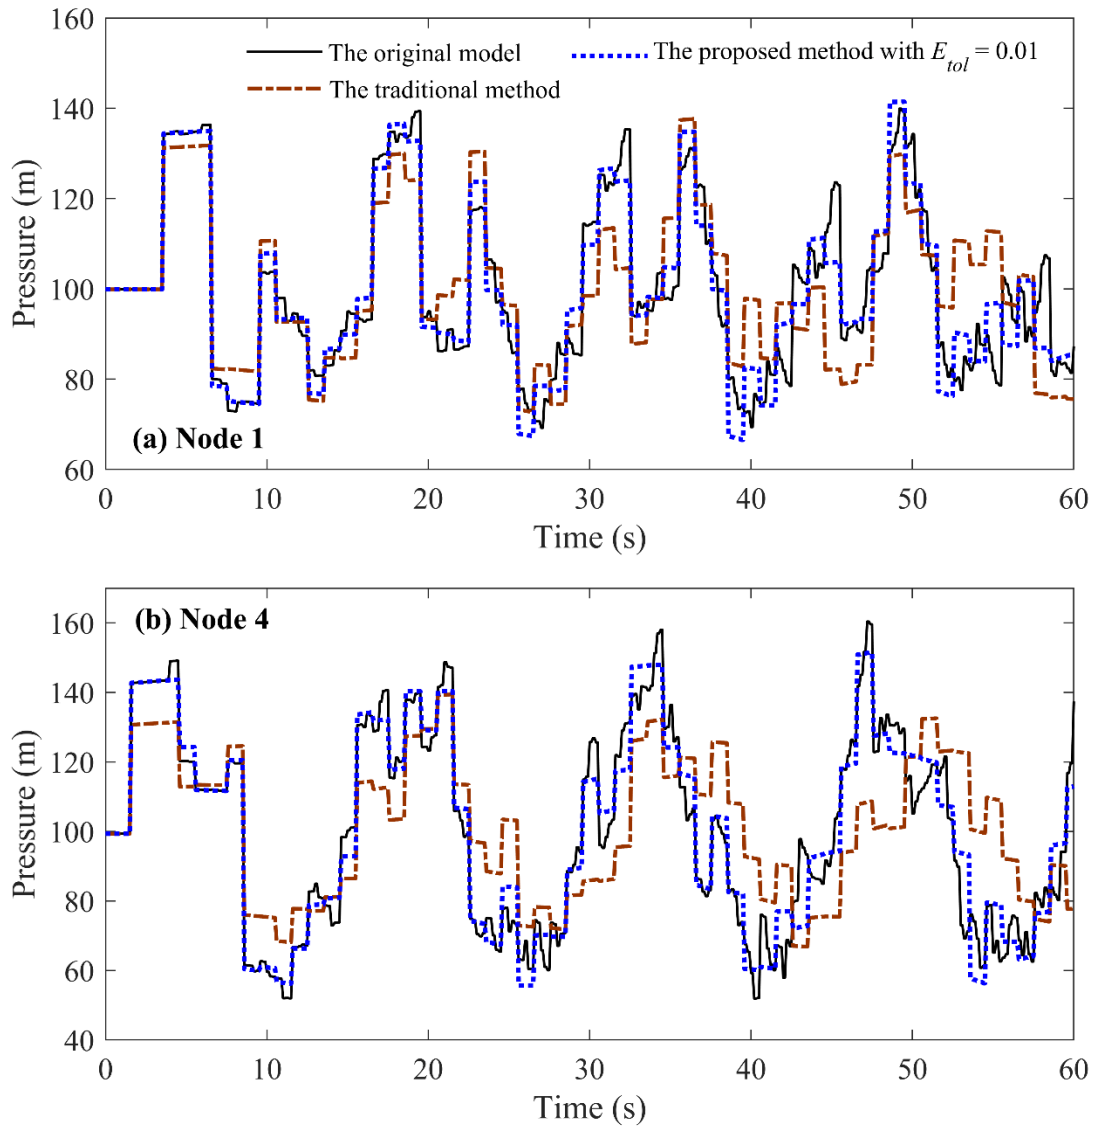 160
140
120
100
80
60
Pressure (m)
The original model
The traditional method
The proposed method with E_tol = 0.01
(a) Node 1
0 10 20 30 40 50 60
Time (s)
160
140
120
100
80
60
40
Pressure (m)
(b) Node 4
0 10 20 30 40 50 60
Time (s)